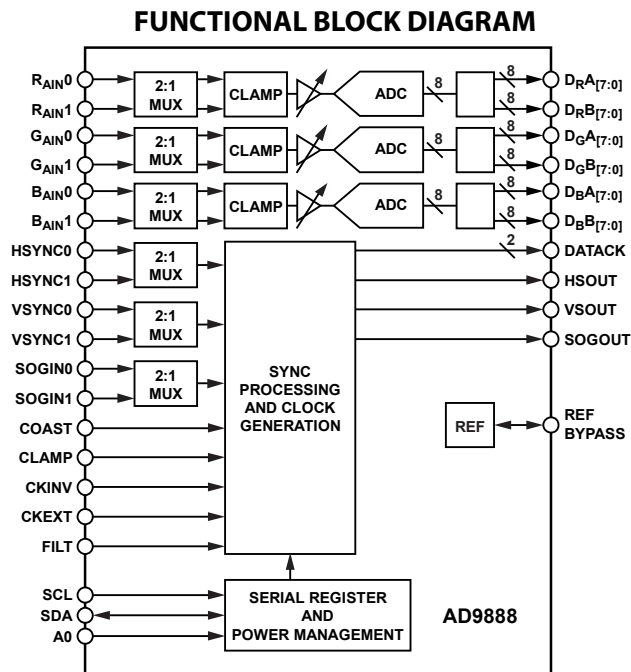 FUNCTIONAL BLOCK DIAGRAM
RAIN0
RAIN1
2:1
MUX
CLAMP
ADC
8
8
8
DRA[7:0]
DRB[7:0]
GAIN0
GAIN1
2:1
MUX
CLAMP
ADC
8
8
8
DGA[7:0]
DGB[7:0]
BAIN0
BAIN1
2:1
MUX
CLAMP
ADC
8
8
8
DBA[7:0]
DBB[7:0]
HSYNC0
HSYNC1
2:1
MUX
VSYNC0
VSYNC1
2:1
MUX
SOGIN0
SOGIN1
2:1
MUX
COAST
CLAMP
CKINV
CKEXT
FILT
SYNC
PROCESSING
AND CLOCK
GENERATION
2
DATACK
HSOUT
VSOUT
SOGOUT
REF
REF
BYPASS
SCL
SDA
A0
SERIAL REGISTER
AND
POWER MANAGEMENT
AD9888